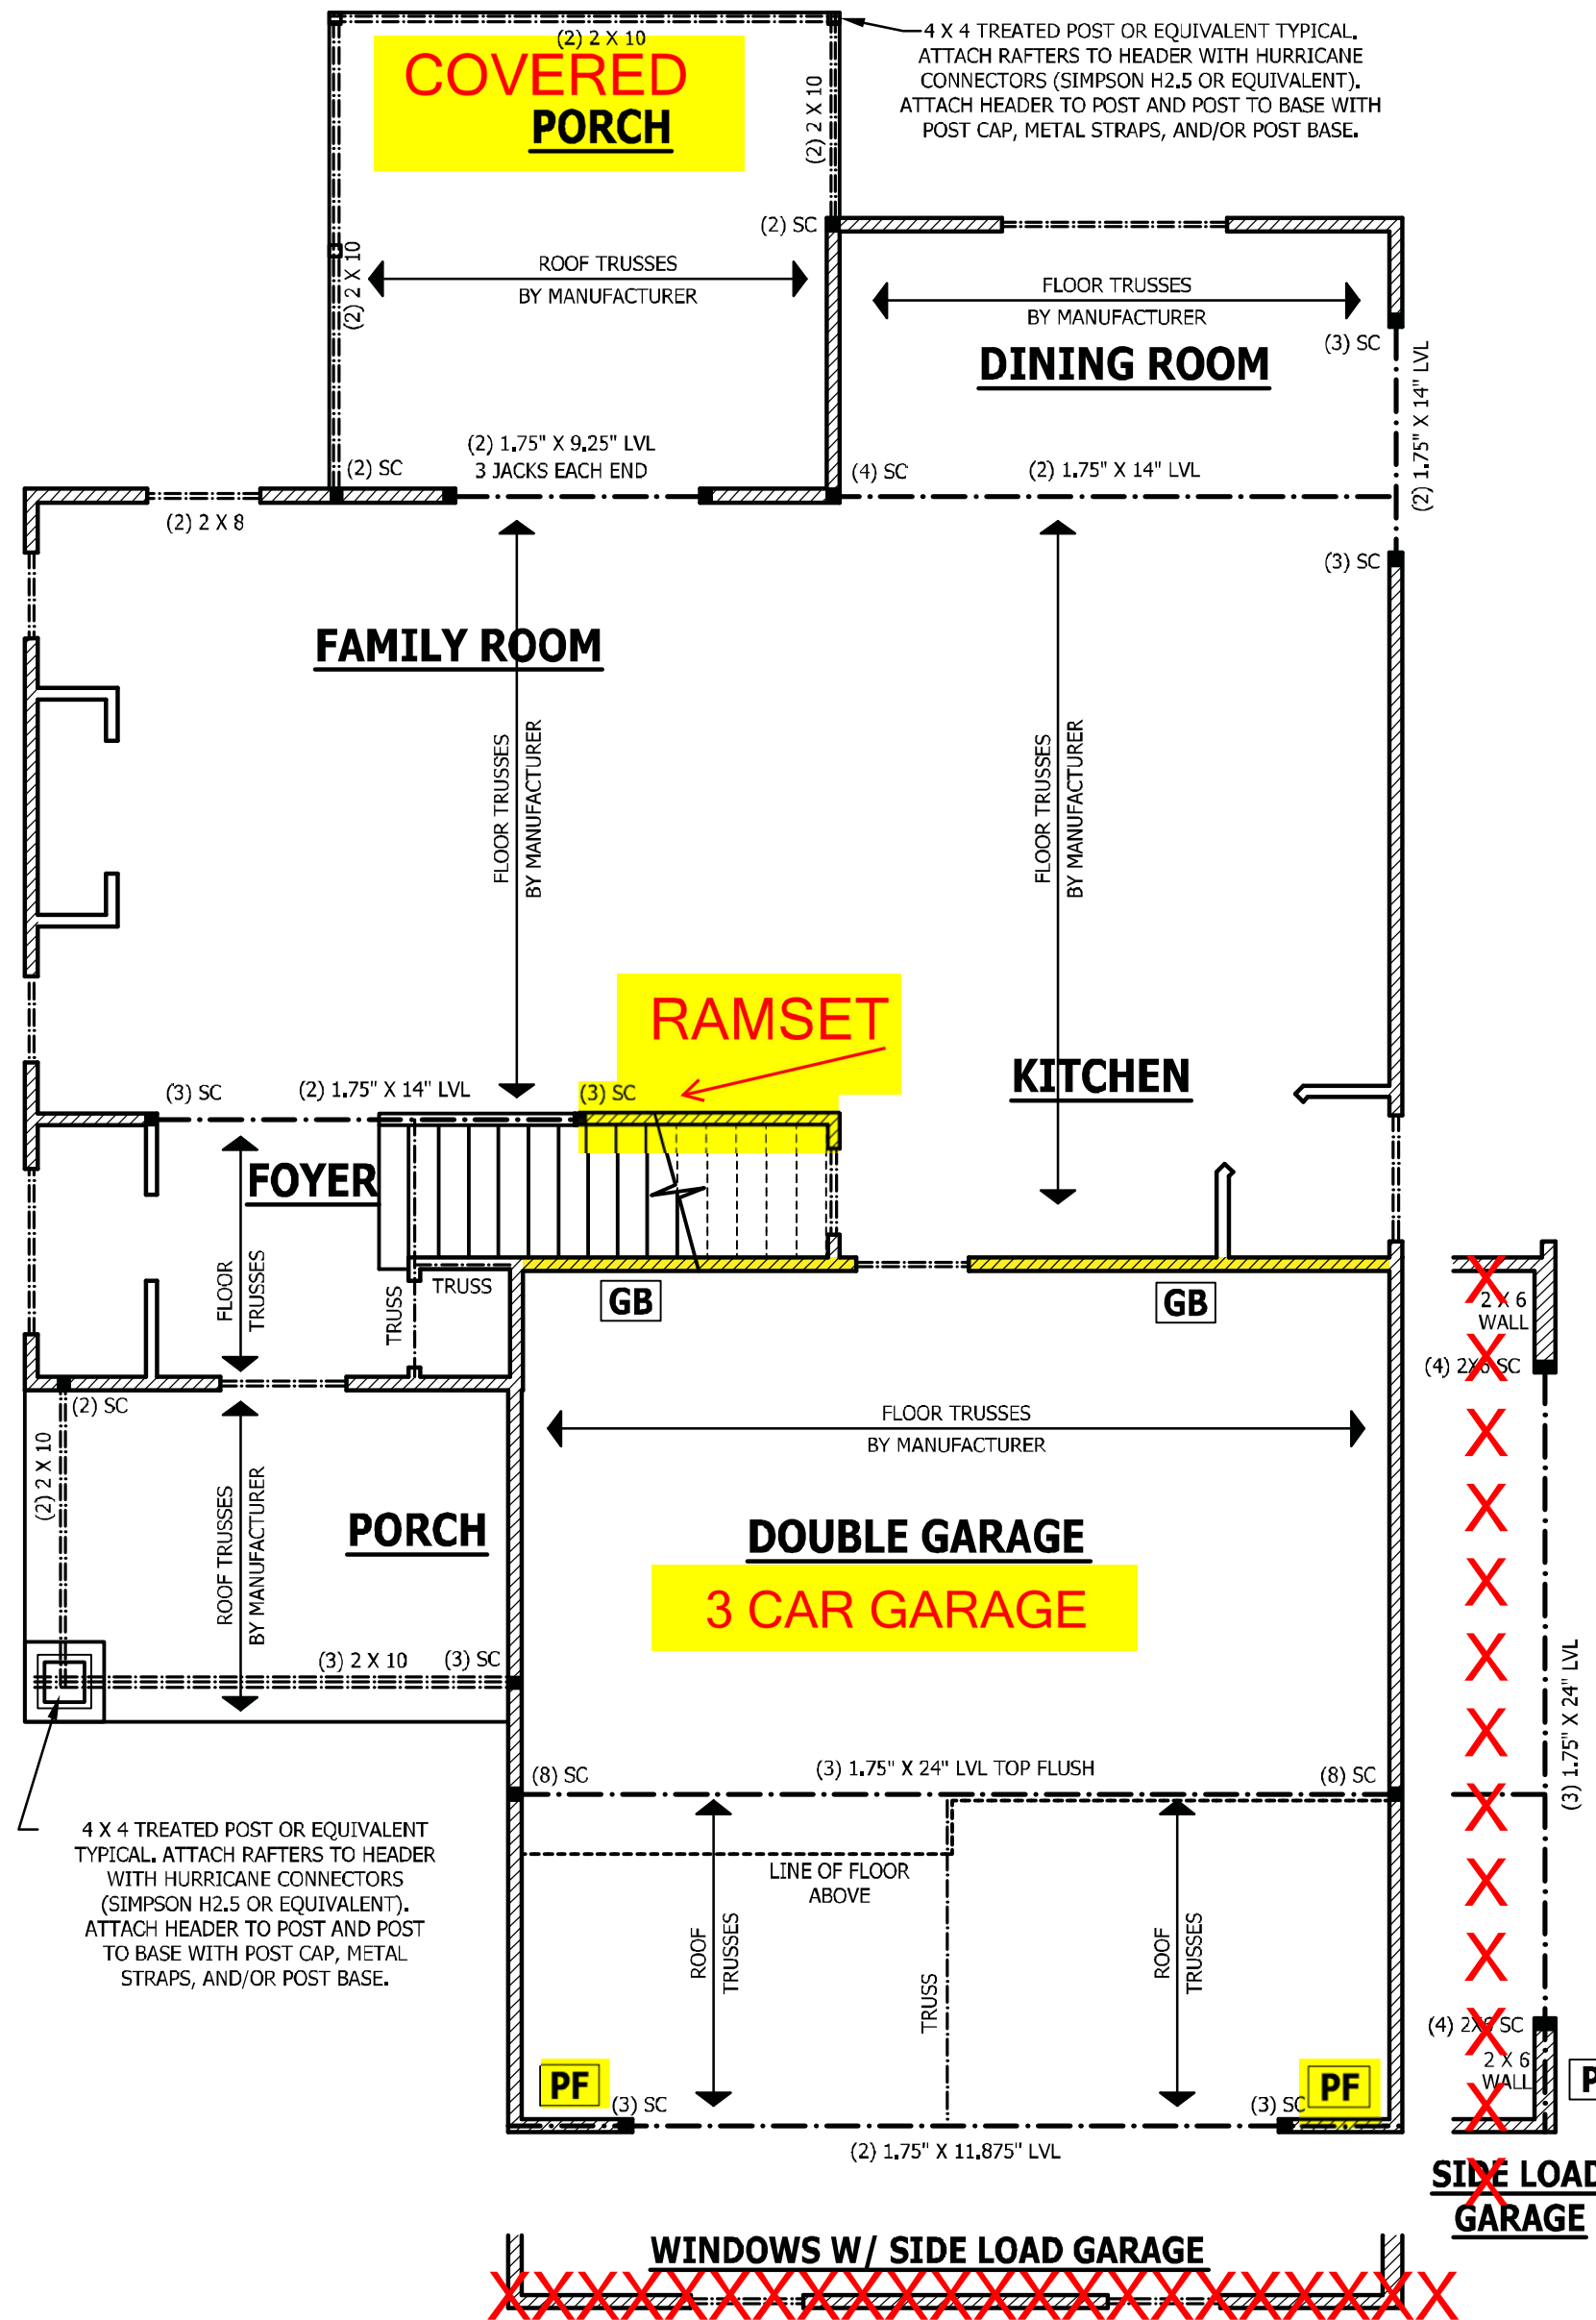 (2) 2 X 10
COVERED
PORCH
(2) 2 X 10
4 X 4 TREATED POST OR EQUIVALENT TYPICAL.
ATTACH RAFTERS TO HEADER WITH HURRICANE
CONNECTORS (SIMPSON H2.5 OR EQUIVALENT).
ATTACH HEADER TO POST AND POST TO BASE WITH
POST CAP, METAL STRAPS, AND/OR POST BASE.
(2) SC
(2) 2 X 10
ROOF TRUSSES
BY MANUFACTURER
FLOOR TRUSSES
BY MANUFACTURER
DINING ROOM
(3) SC
(2) 1.75" X 14" LVL
(2) SC
(2) 1.75" X 9.25" LVL
3 JACKS EACH END
(4) SC
(2) 1.75" X 14" LVL
(2) 2 X 8
(3) SC
FAMILY ROOM
FLOOR TRUSSES
BY MANUFACTURER
FLOOR TRUSSES
BY MANUFACTURER
RAMSET
KITCHEN
(3) SC
(2) 1.75" X 14" LVL
(3) SC
FOYER
FLOOR
TRUSSES
TRUSS
TRUSS
GB
GB
2 X 6
WALL
(4) 2X6 SC
(2) SC
(2) 2 X 10
FLOOR TRUSSES
BY MANUFACTURER
ROOF TRUSSES
BY MANUFACTURER
PORCH
DOUBLE GARAGE
3 CAR GARAGE
(3) 2 X 10
(3) SC
(3) 1.75" X 24" LVL
(8) SC
(3) 1.75" X 24" LVL TOP FLUSH
(8) SC
4 X 4 TREATED POST OR EQUIVALENT
TYPICAL. ATTACH RAFTERS TO HEADER
WITH HURRICANE CONNECTORS
(SIMPSON H2.5 OR EQUIVALENT).
ATTACH HEADER TO POST AND POST
TO BASE WITH POST CAP, METAL
STRAPS, AND/OR POST BASE.
LINE OF FLOOR
ABOVE
ROOF
TRUSSES
TRUSS
ROOF
TRUSSES
(4) 2X6 SC
2 X 6
WALL
P
PF
(3) SC
(3) SC
PF
(2) 1.75" X 11.875" LVL
SIDE LOAD
GARAGE
WINDOWS W/ SIDE LOAD GARAGE
X
X
X
X
X
X
X
X
X
X
X
X
X
XXXXXXXXXXXXXXXXXXXXXX